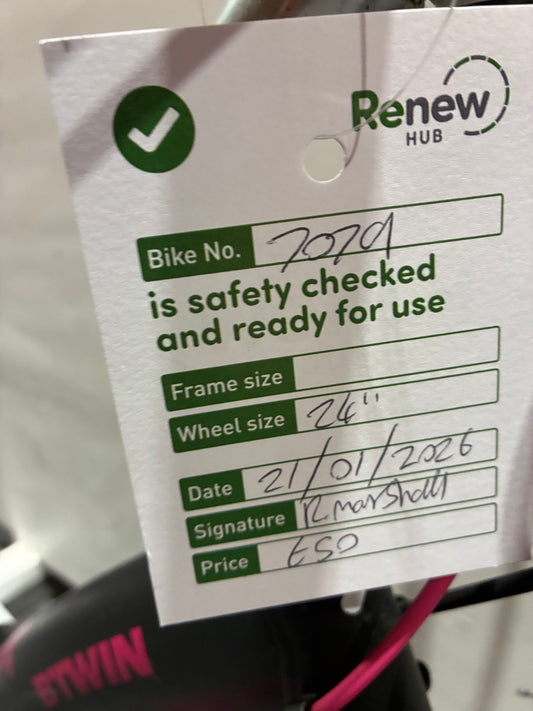 Renew
HUB
Bike No. 7079
is safety checked
and ready for use
Frame size
Wheel size 24"
Date 21/01/2026
Signature R. Marshall
Price £50
BTWIN